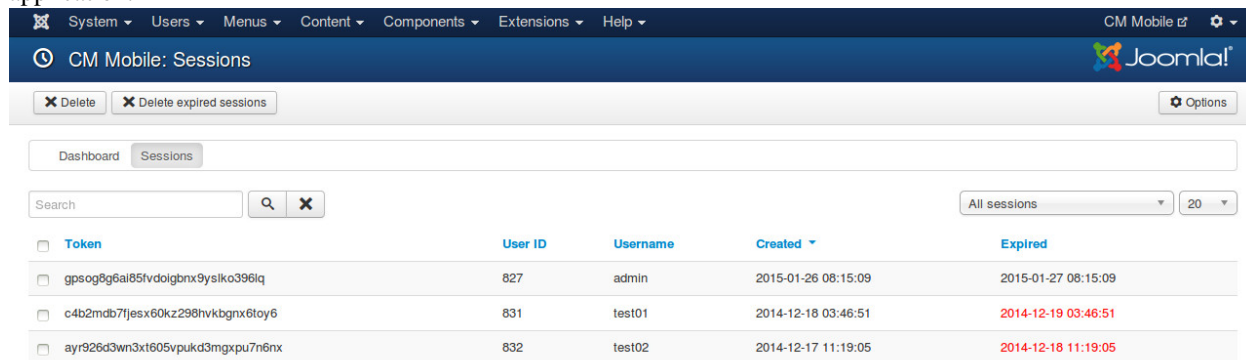 System Users Menus Content Components Extensions Help CM Mobile
CM Mobile: Sessions Joomla!
Delete Delete expired sessions Options
Dashboard Sessions
Search All sessions 20
Token User ID Username Created Expired
gpsog8g6ai85fvdoigbnx9yslko396lq 827 admin 2015-01-26 08:15:09 2015-01-27 08:15:09
c4b2mdb7fjesx60kz298hvkbgnx6toy6 831 test01 2014-12-18 03:46:51 2014-12-19 03:46:51
ayr926d3wn3xt605vpukd3mgxpu7n6nx 832 test02 2014-12-17 11:19:05 2014-12-18 11:19:05